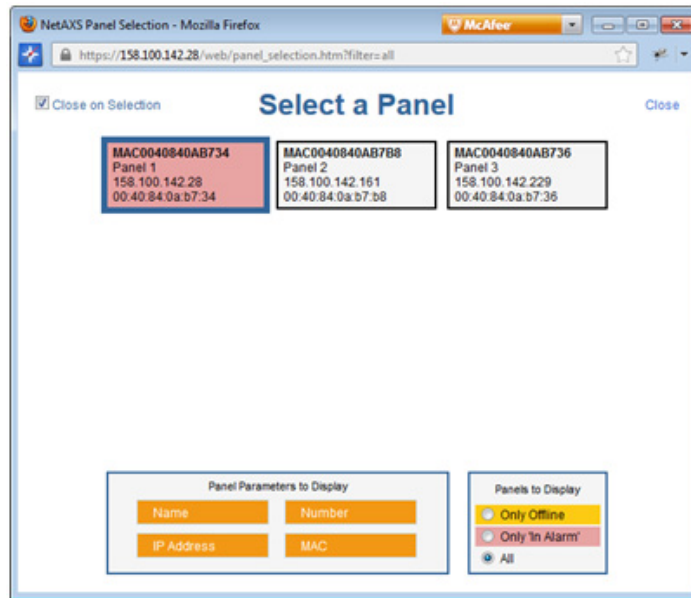 NetAXS Panel Selection - Mozilla Firefox
McAfee
https://158.100.142.28/web/panel_selection.htm?filter=all
Close on Selection
Select a Panel
Close
MAC0040840AB734
Panel 1
158.100.142.28
00:40:84:0a:b7:34
MAC0040840AB7B8
Panel 2
158.100.142.161
00:40:84:0a:b7:b8
MAC0040840AB736
Panel 3
158.100.142.229
00:40:84:0a:b7:36
Panel Parameters to Display
Name
Number
IP Address
MAC
Panels to Display
Only Offline
Only 'In Alarm'
All